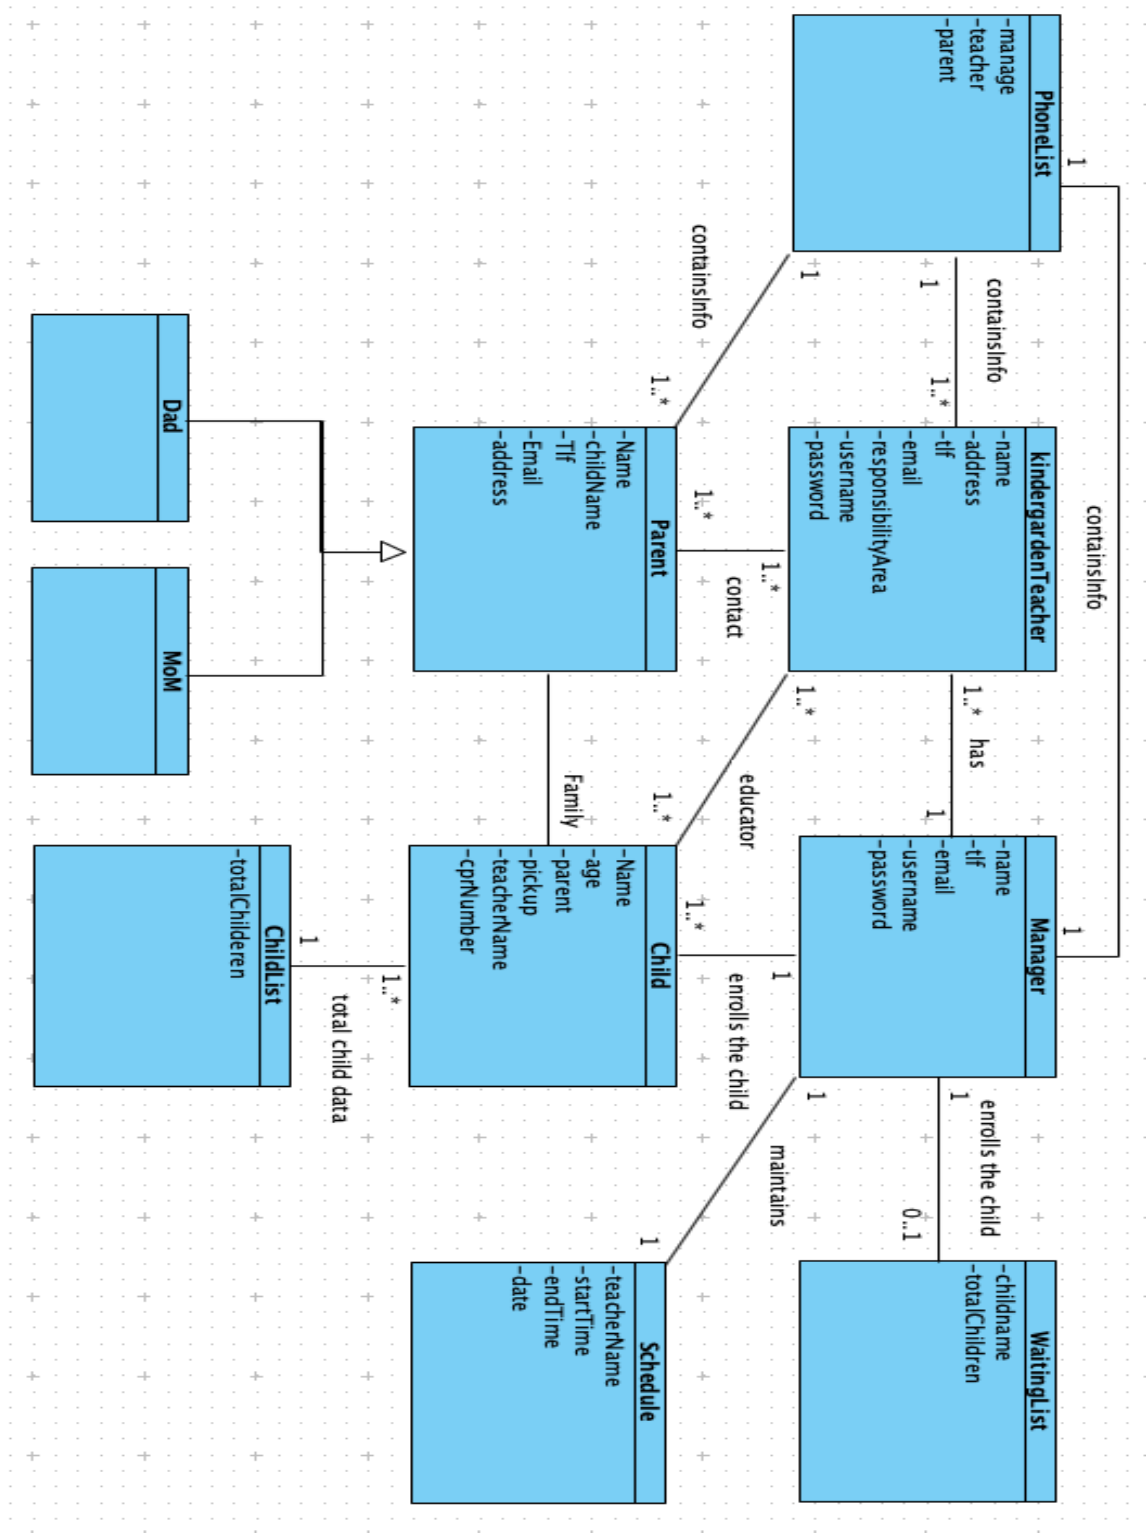 containsInfo
1
1
PhoneList
-manage
-teacher
-parent
containsInfo
1
1..*
kindergardenTeacher
-name
-address
-tlf
-email
-responsibilityArea
-username
-password
1..*
has
1
Manager
-name
-tlf
-email
-username
-password
1
enrolls the child
0..1
WaitingList
-childname
-totalChildren
1
containsInfo
1..*
1..*
contact
1..*
1..*
educator
1..*
1
enrolls the child
1..*
1
maintains
1
Parent
-Name
-childName
-Tlf
-Email
-address
Family
Child
-Name
-age
-parent
-pickup
-teacherName
-cprNumber
Schedule
-teacherName
-startTime
-endTime
-date
1..*
total child data
1
Dad
MoM
ChildList
-totalChilderen